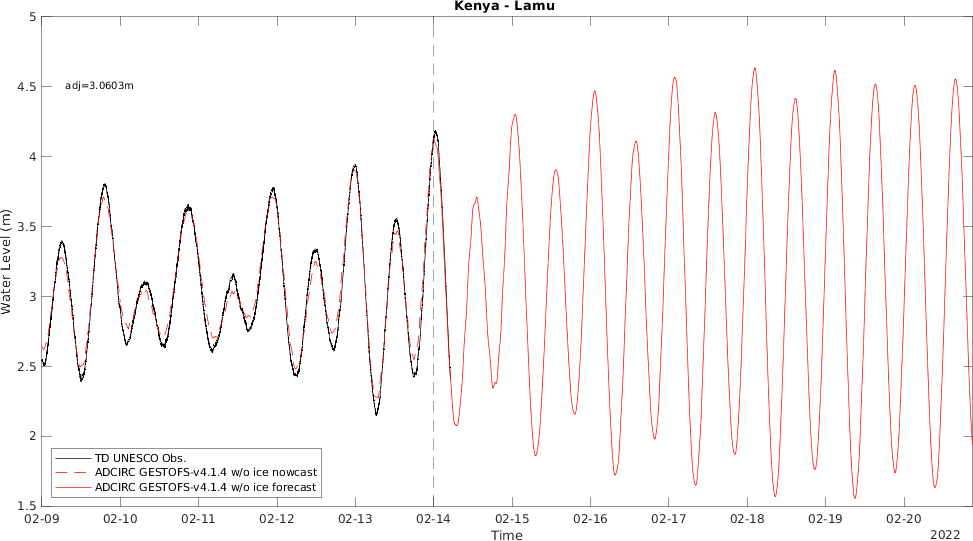 Kenya - Lamu
5
4.5
4
3.5
3
2.5
2
1.5
Water Level (m)
adj=3.0603m
TD UNESCO Obs.
ADCIRC GESTOFS-v4.1.4 w/o ice nowcast
ADCIRC GESTOFS-v4.1.4 w/o ice forecast
02-09 02-10 02-11 02-12 02-13 02-14 02-15 02-16 02-17 02-18 02-19 02-20
Time
2022